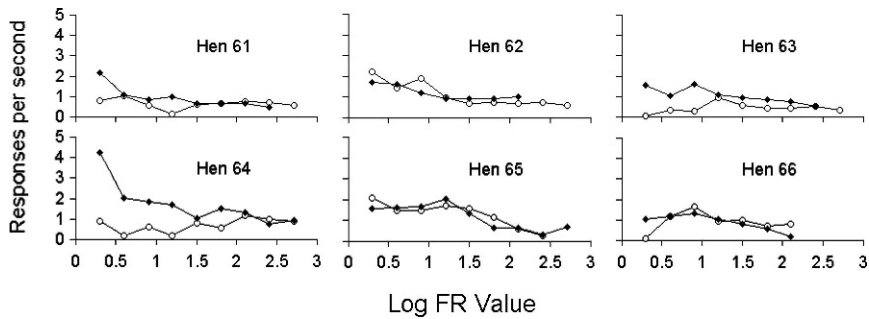 Responses per second
5
4
3
2
1
0
Hen 61
Hen 62
Hen 63
5
4
3
2
1
0
Hen 64
Hen 65
Hen 66
0 0.5 1 1.5 2 2.5 3
0 0.5 1 1.5 2 2.5 3
0 0.5 1 1.5 2 2.5 3
Log FR Value